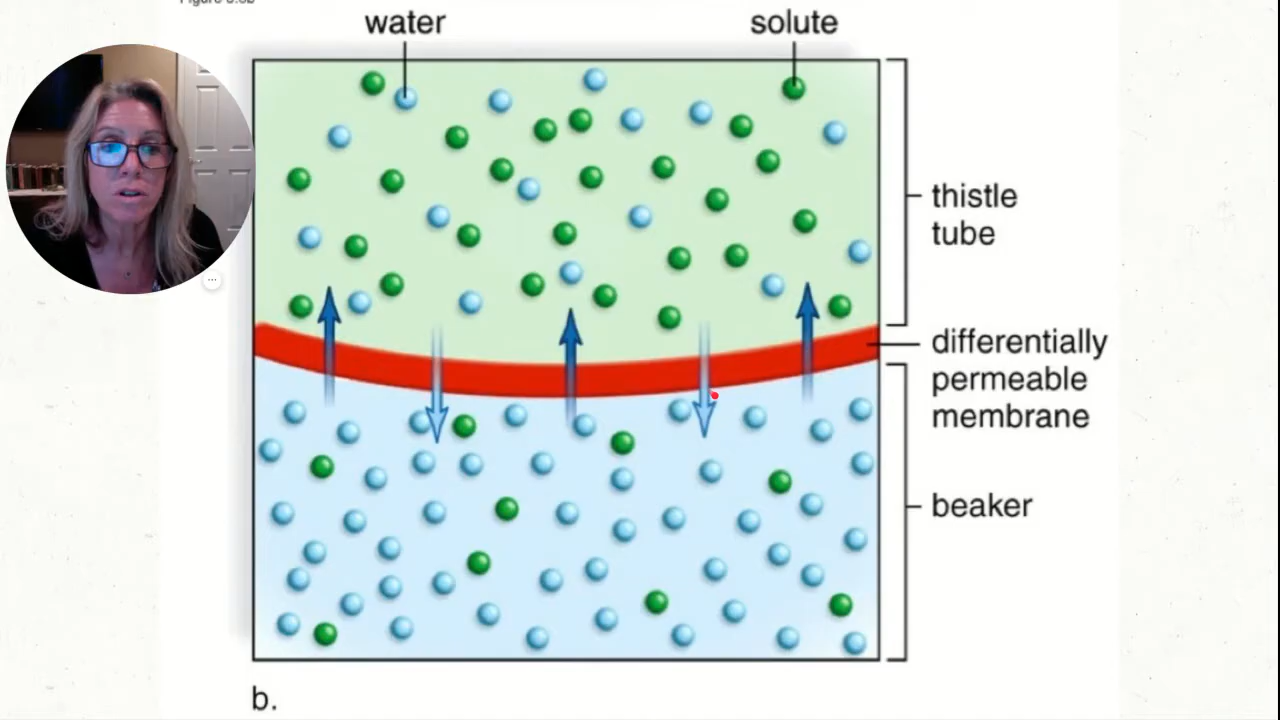 water
solute
thistle
tube
differentially
permeable
membrane
beaker
b.